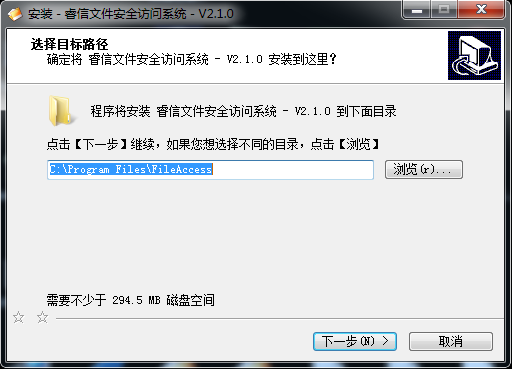 安装 - 睿信文件安全访问系统 - V2.1.0
选择目标路径
确定将 睿信文件安全访问系统 - V2.1.0 安装到这里?
程序将安装 睿信文件安全访问系统 - V2.1.0 到下面目录
点击【下一步】继续，如果您想选择不同的目录，点击【浏览】
C:\Program Files\FileAccess
浏览(r)...
需要不少于 294.5 MB 磁盘空间
下一步(N) >
取消